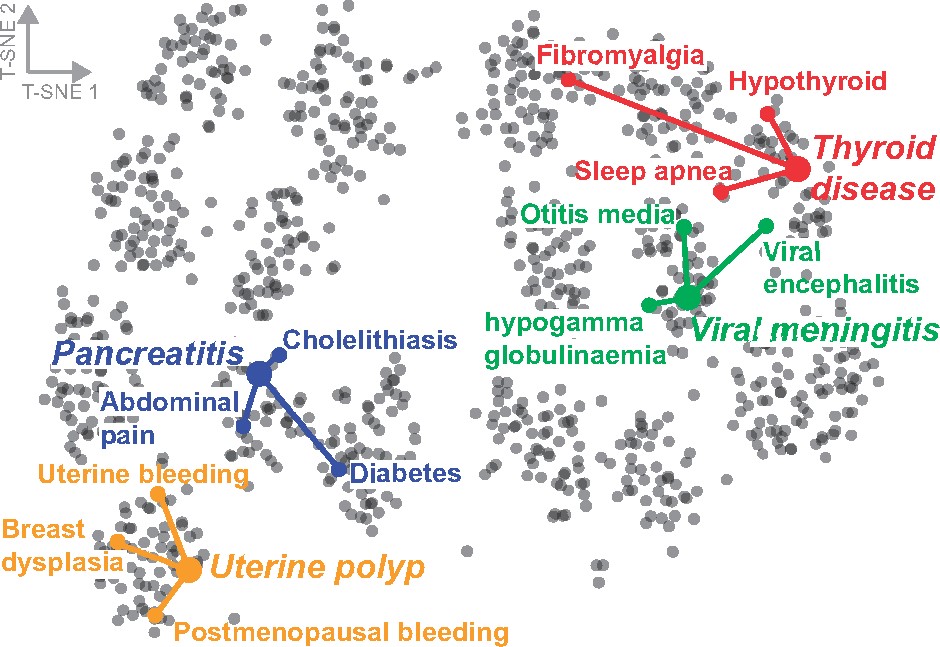 T-SNE 2
T-SNE 1
Fibromyalgia
Hypothyroid
Thyroid
disease
Sleep apnea
Otitis media
Viral
encephalitis
hypogamma
globulinaemia
Viral meningitis
Pancreatitis
Cholelithiasis
Abdominal
pain
Diabetes
Uterine bleeding
Breast
dysplasia
Uterine polyp
Postmenopausal bleeding